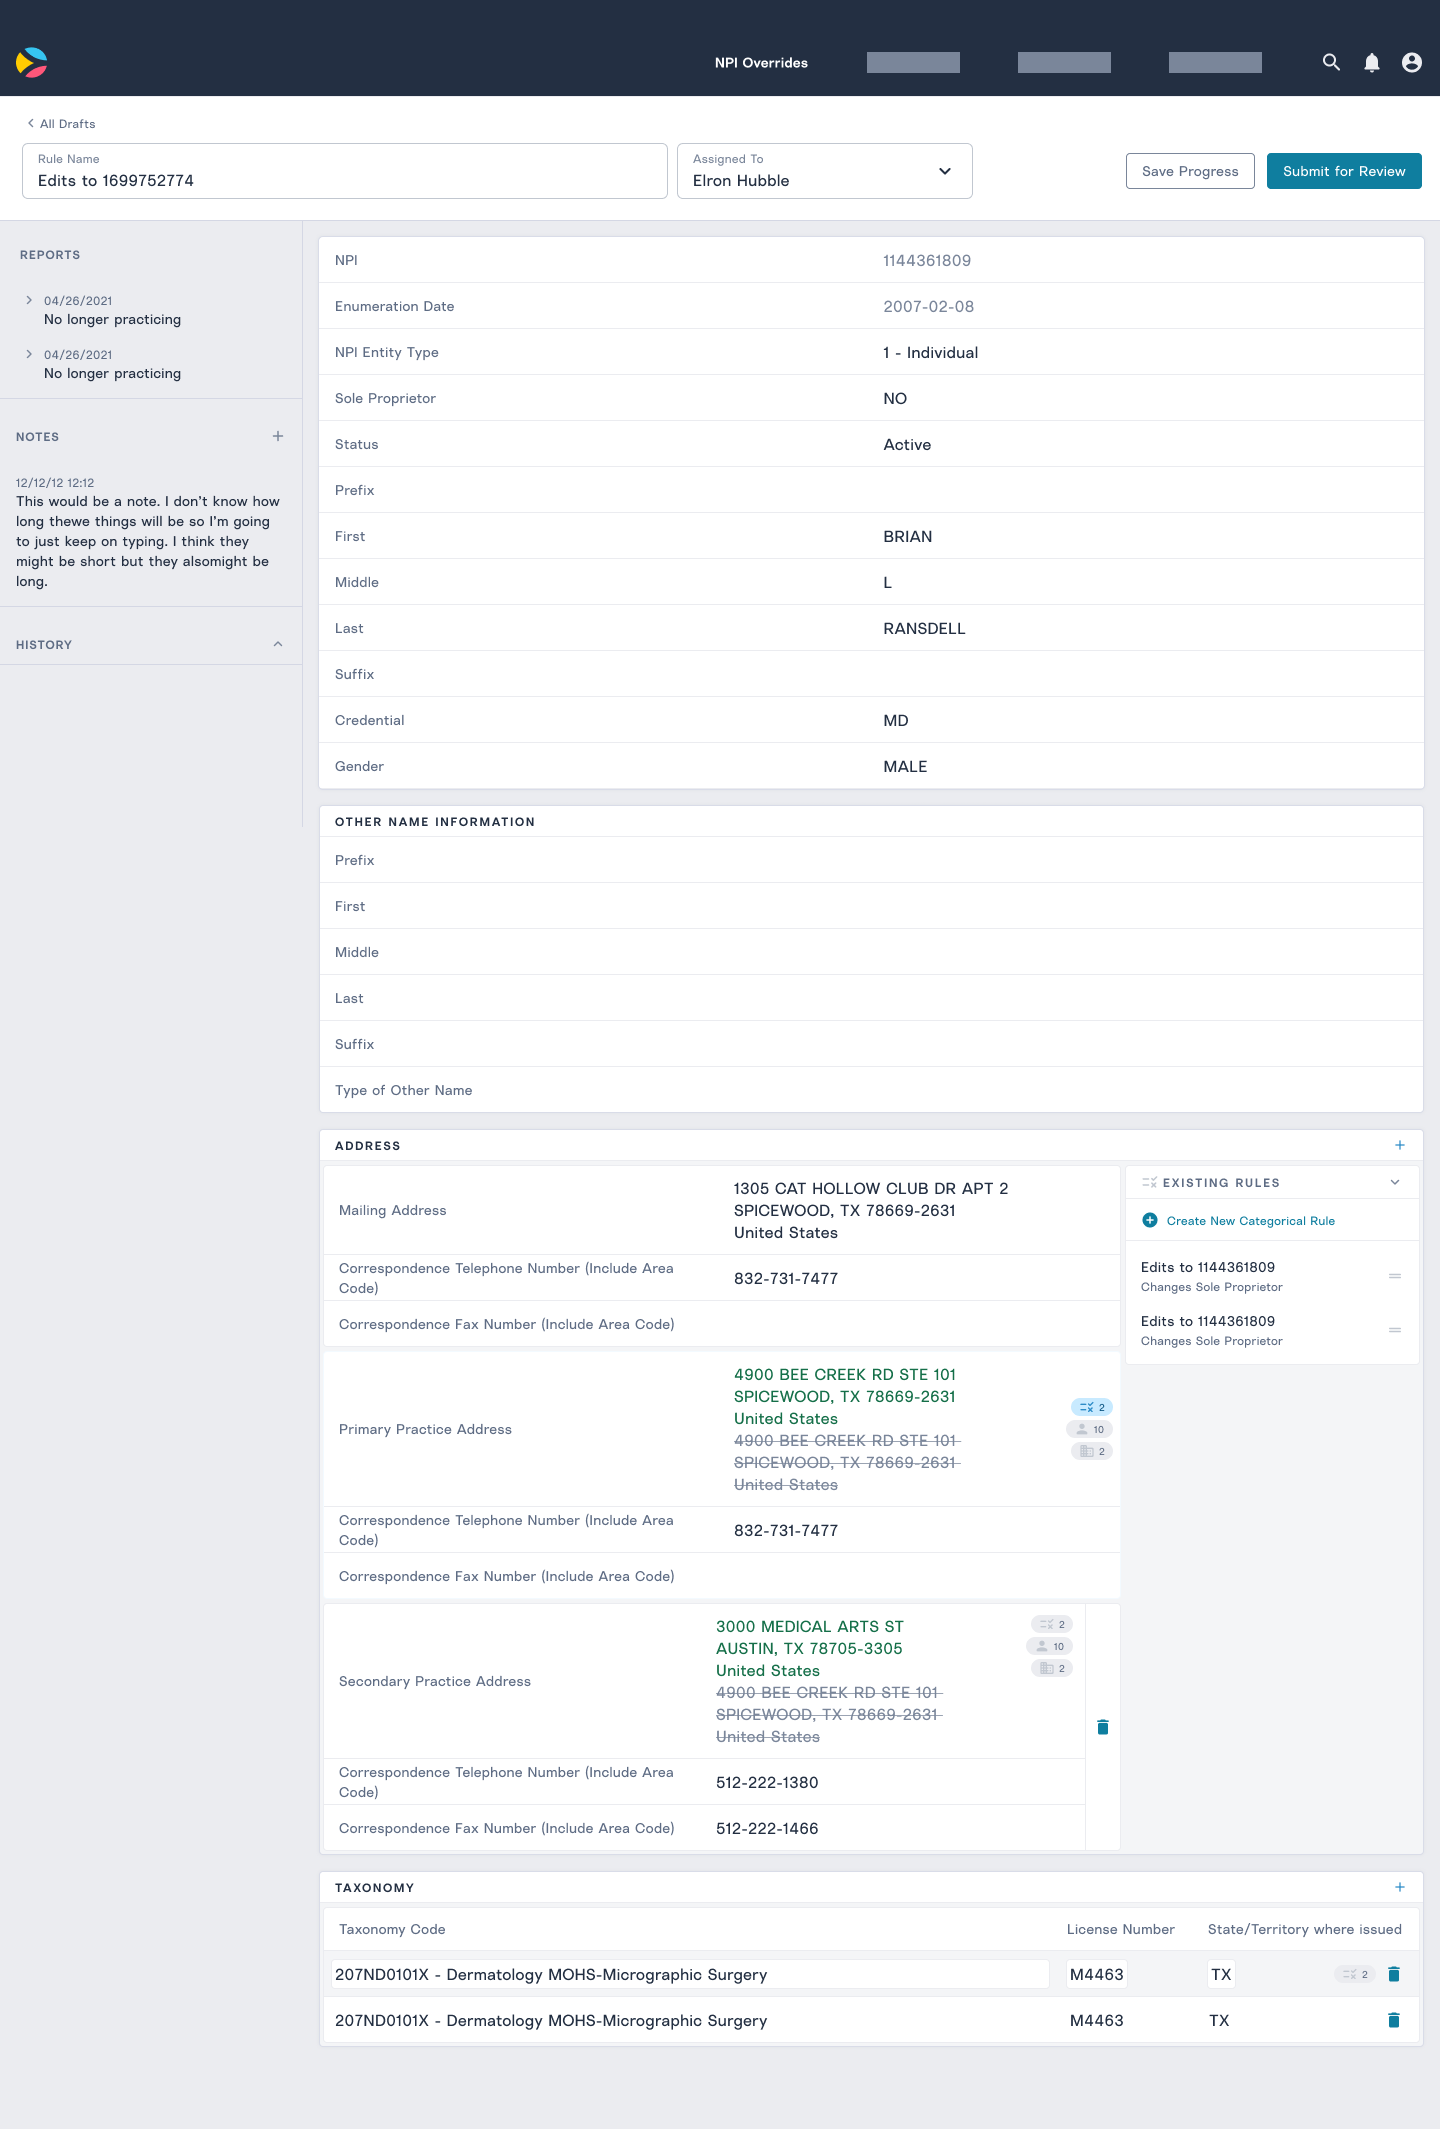 NPI Overrides
All Drafts
Rule Name
Edits to 1699752774
Assigned To
Elron Hubble
Save Progress
Submit for Review
REPORTS
04/26/2021
No longer practicing
04/26/2021
No longer practicing
NOTES
12/12/12 12:12
This would be a note. I don't know how
long thewe things will be so I'm going
to just keep on typing. I think they
might be short but they alsomight be
long.
HISTORY
NPI 1144361809
Enumeration Date 2007-02-08
NPI Entity Type 1 - Individual
Sole Proprietor NO
Status Active
Prefix
First BRIAN
Middle L
Last RANSDELL
Suffix
Credential MD
Gender MALE
OTHER NAME INFORMATION
Prefix
First
Middle
Last
Suffix
Type of Other Name
ADDRESS
Mailing Address
1305 CAT HOLLOW CLUB DR APT 2
SPICEWOOD, TX 78669-2631
United States
Correspondence Telephone Number (Include Area
Code)
832-731-7477
Correspondence Fax Number (Include Area Code)
Primary Practice Address
4900 BEE CREEK RD STE 101
SPICEWOOD, TX 78669-2631
United States
4900 BEE CREEK RD STE 101
SPICEWOOD, TX 78669-2631
United States
2
10
2
Correspondence Telephone Number (Include Area
Code)
832-731-7477
Correspondence Fax Number (Include Area Code)
Secondary Practice Address
3000 MEDICAL ARTS ST
AUSTIN, TX 78705-3305
United States
4900 BEE CREEK RD STE 101
SPICEWOOD, TX 78669-2631
United States
2
10
2
Correspondence Telephone Number (Include Area
Code)
512-222-1380
Correspondence Fax Number (Include Area Code)
512-222-1466
EXISTING RULES
Create New Categorical Rule
Edits to 1144361809
Changes Sole Proprietor
Edits to 1144361809
Changes Sole Proprietor
TAXONOMY
Taxonomy Code License Number State/Territory where issued
207ND0101X - Dermatology MOHS-Micrographic Surgery M4463 TX 2
207ND0101X - Dermatology MOHS-Micrographic Surgery M4463 TX